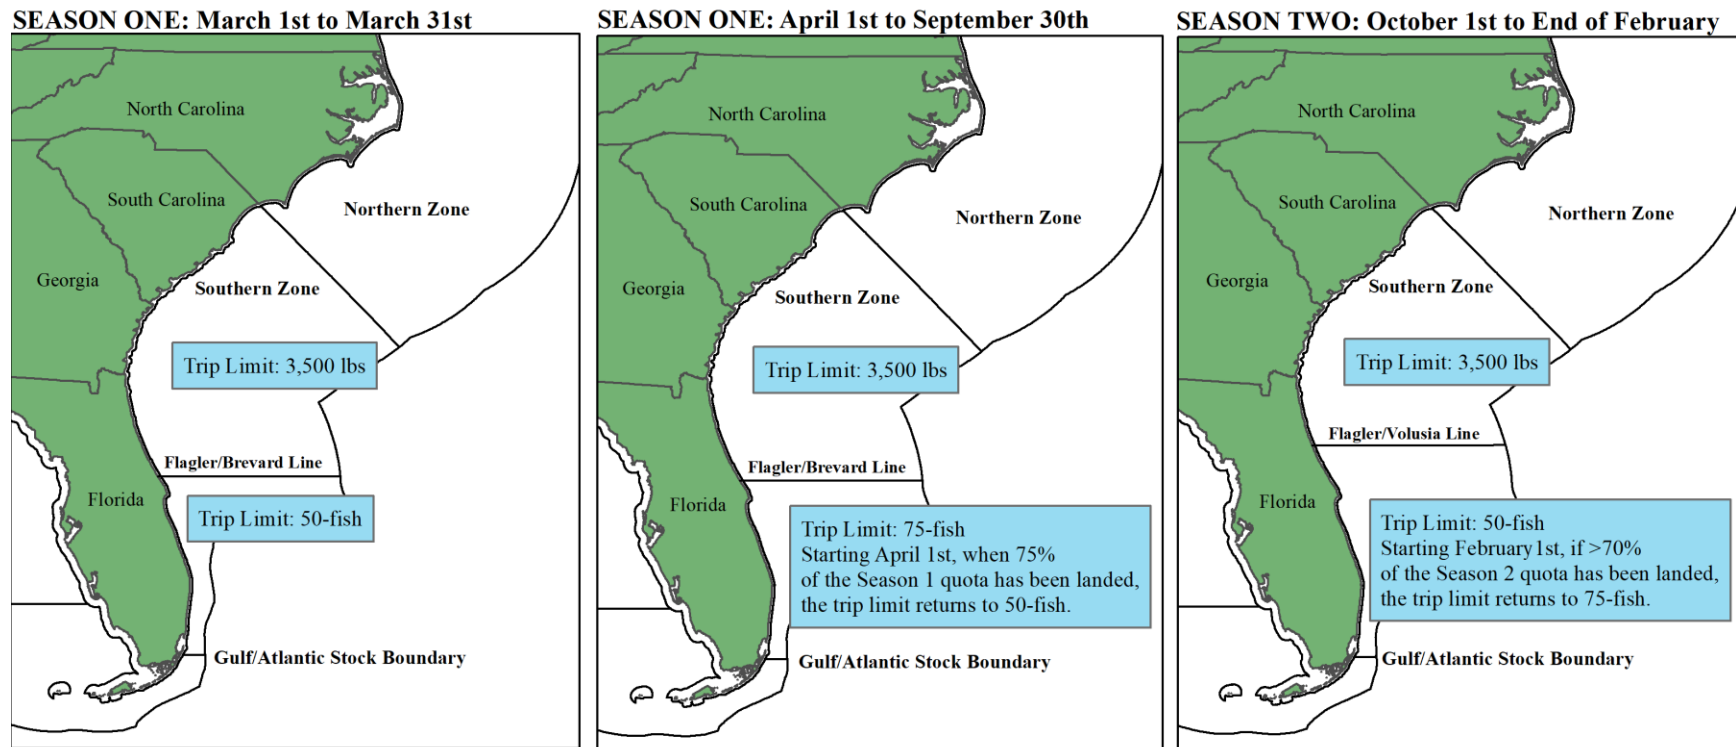 SEASON ONE: March 1st to March 31st
North Carolina
South Carolina
Northern Zone
Georgia
Southern Zone
Trip Limit: 3,500 lbs
Flagler/Brevard Line
Florida
Trip Limit: 50-fish
Gulf/Atlantic Stock Boundary
SEASON ONE: April 1st to September 30th
North Carolina
South Carolina
Northern Zone
Georgia
Southern Zone
Trip Limit: 3,500 lbs
Flagler/Brevard Line
Florida
Trip Limit: 75-fish
Starting April 1st, when 75%
of the Season 1 quota has been landed,
the trip limit returns to 50-fish.
Gulf/Atlantic Stock Boundary
SEASON TWO: October 1st to End of February
North Carolina
South Carolina
Northern Zone
Georgia
Southern Zone
Trip Limit: 3,500 lbs
Flagler/Volusia Line
Florida
Trip Limit: 50-fish
Starting February 1st, if >70%
of the Season 2 quota has been landed,
the trip limit returns to 75-fish.
Gulf/Atlantic Stock Boundary